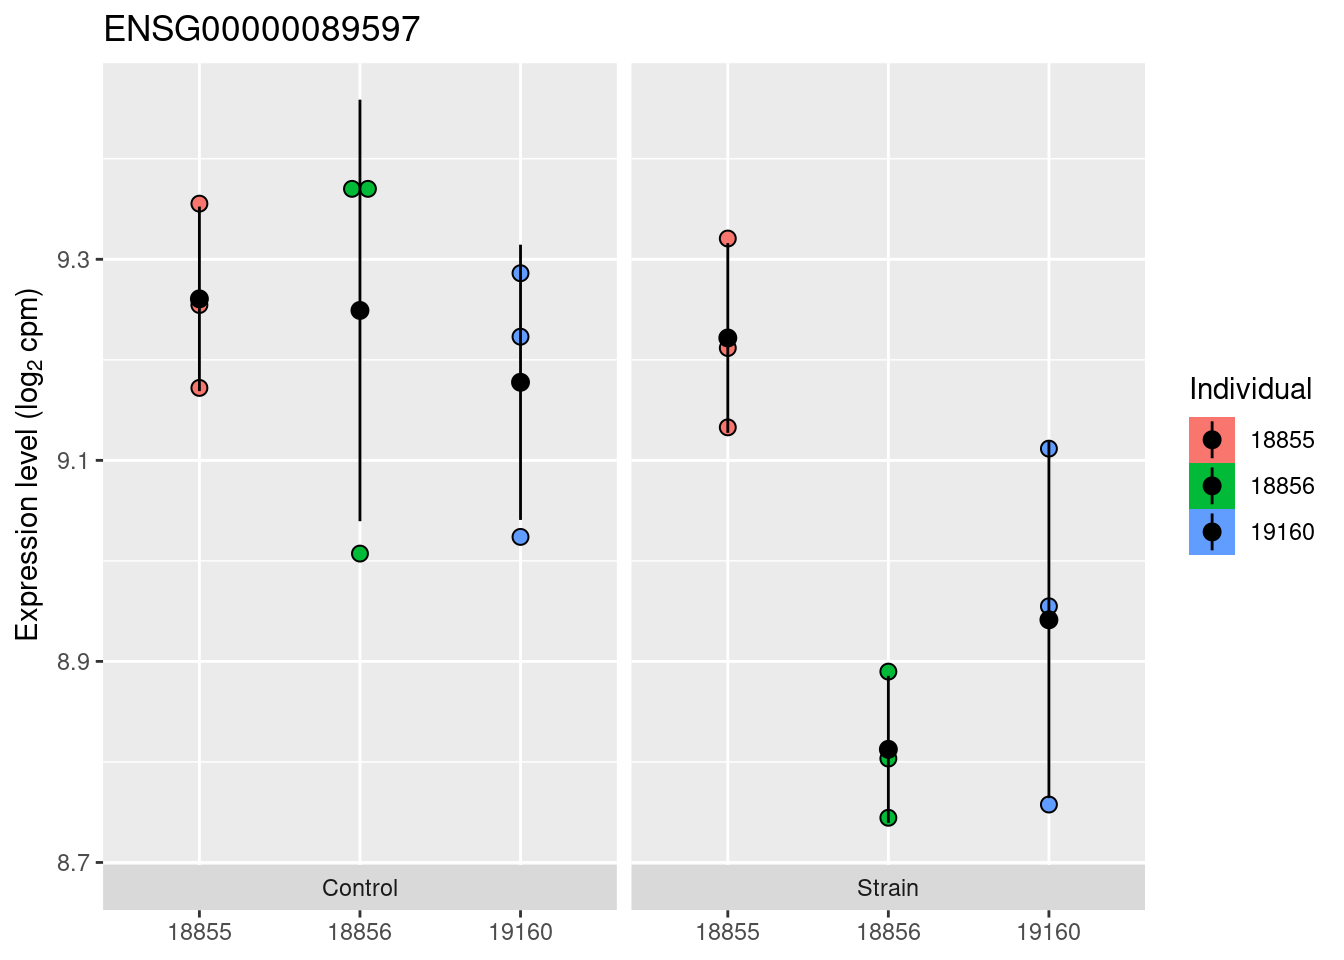 ENSG00000089597
Expression level (log₂ cpm)
9.3
9.1
8.9
8.7
Control
Strain
18855
18856
19160
18855
18856
19160
Individual
18855
18856
19160